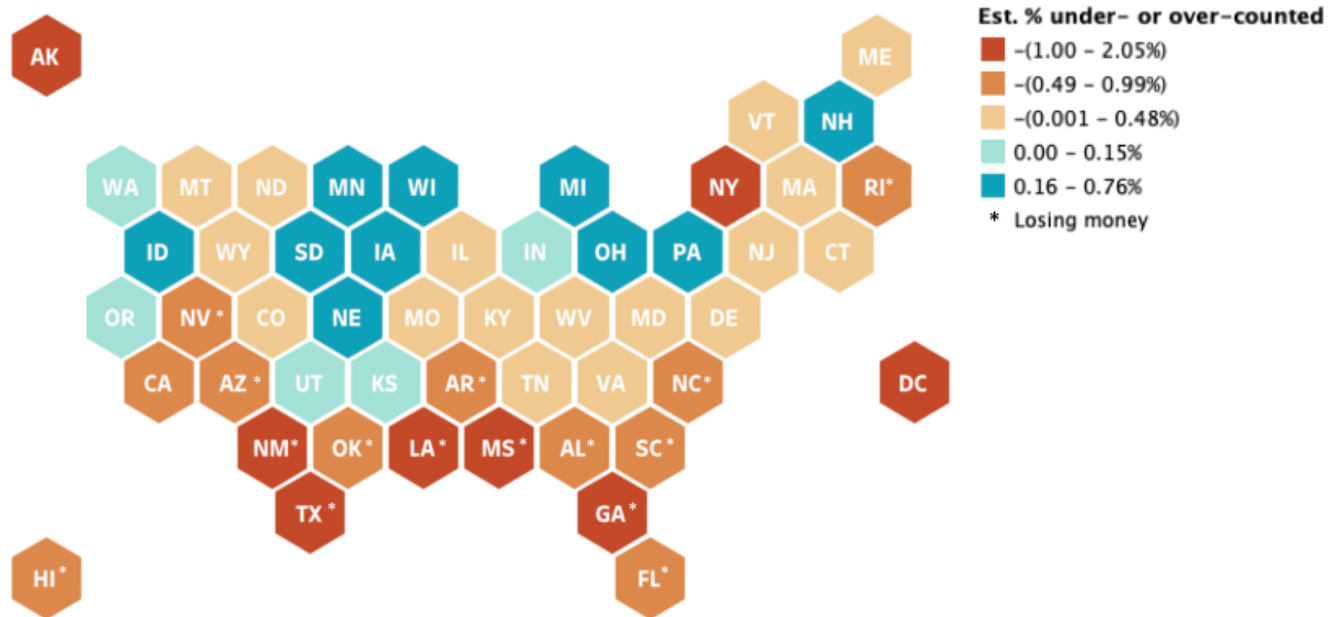 Est. % under- or over-counted
-(1.00 - 2.05%)
-(0.49 - 0.99%)
-(0.001 - 0.48%)
0.00 - 0.15%
0.16 - 0.76%
* Losing money
AK ME
VT NH
WA MT ND MN WI MI NY MA RI*
ID WY SD IA IL IN OH PA NJ CT
OR NV* CO NE MO KY WV MD DE
CA AZ* UT KS AR* TN VA NC* DC
NM* OK* LA* MS* AL* SC*
TX* GA*
HI* FL*